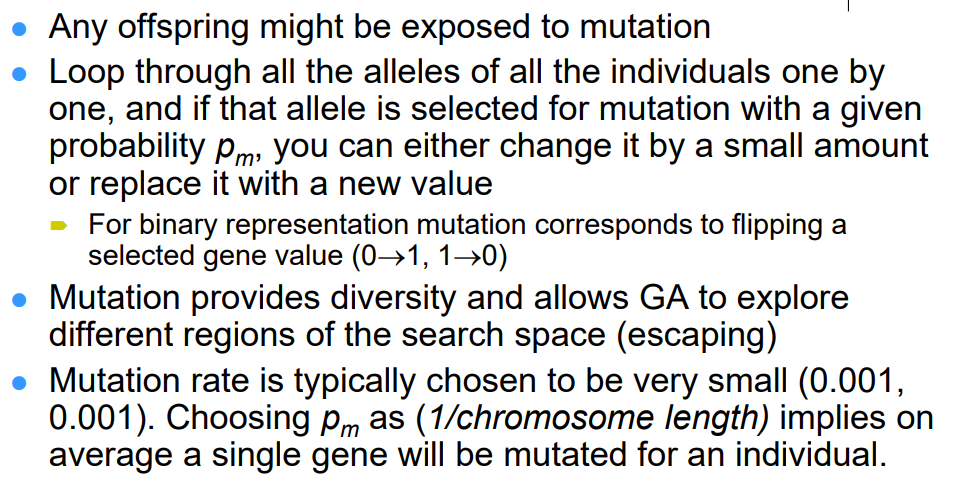 Any offspring might be exposed to mutation
Loop through all the alleles of all the individuals one by
one, and if that allele is selected for mutation with a given
probability pm, you can either change it by a small amount
or replace it with a new value
For binary representation mutation corresponds to flipping a
selected gene value (0→1, 1→0)
Mutation provides diversity and allows GA to explore
different regions of the search space (escaping)
Mutation rate is typically chosen to be very small (0.001,
0.001). Choosing pm as (1/chromosome length) implies on
average a single gene will be mutated for an individual.